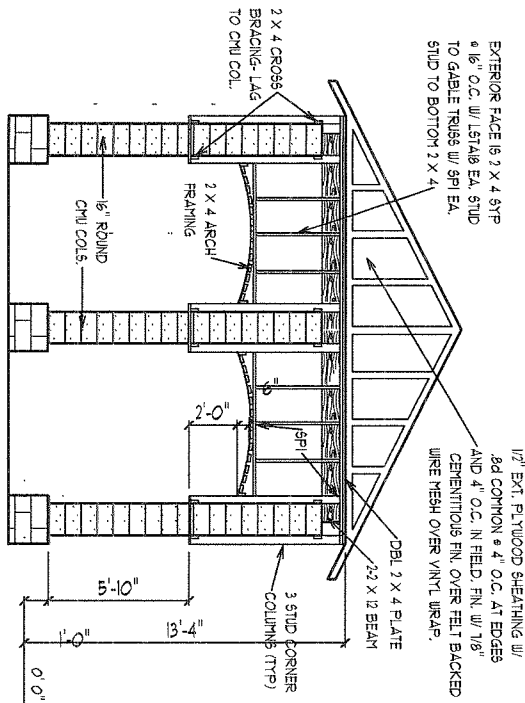 EXTERIOR FACE IS 2 X 4 SYP
@ 16" O.C. W/ LSTA18 EA. STUD
TO GABLE TRUSS W/ SP1 EA.
STUD TO BOTTOM 2 X 4
2 X 4 CROSS
BRACING- LAG
TO CMU COL.
1/2" EXT. PLYWOOD SHEATHING W/
.8d COMMON @ 4" O.C. AT EDGES
AND 4" O.C. IN FIELD. FIN. W/ 7/8"
CEMENTITIOUS FIN. OVER FELT BACKED
WIRE MESH OVER VINYL WRAP.
DBL 2 X 4 PLATE
2-2 X 12 BEAM
3 STUD CORNER
COLUMNS (TYP)
2 X 4 ARCH
FRAMING
16" ROUND
CMU COLS.
6"
SP1
2'-0"
5'-10"
13'-4"
1'-0"
0' 0"